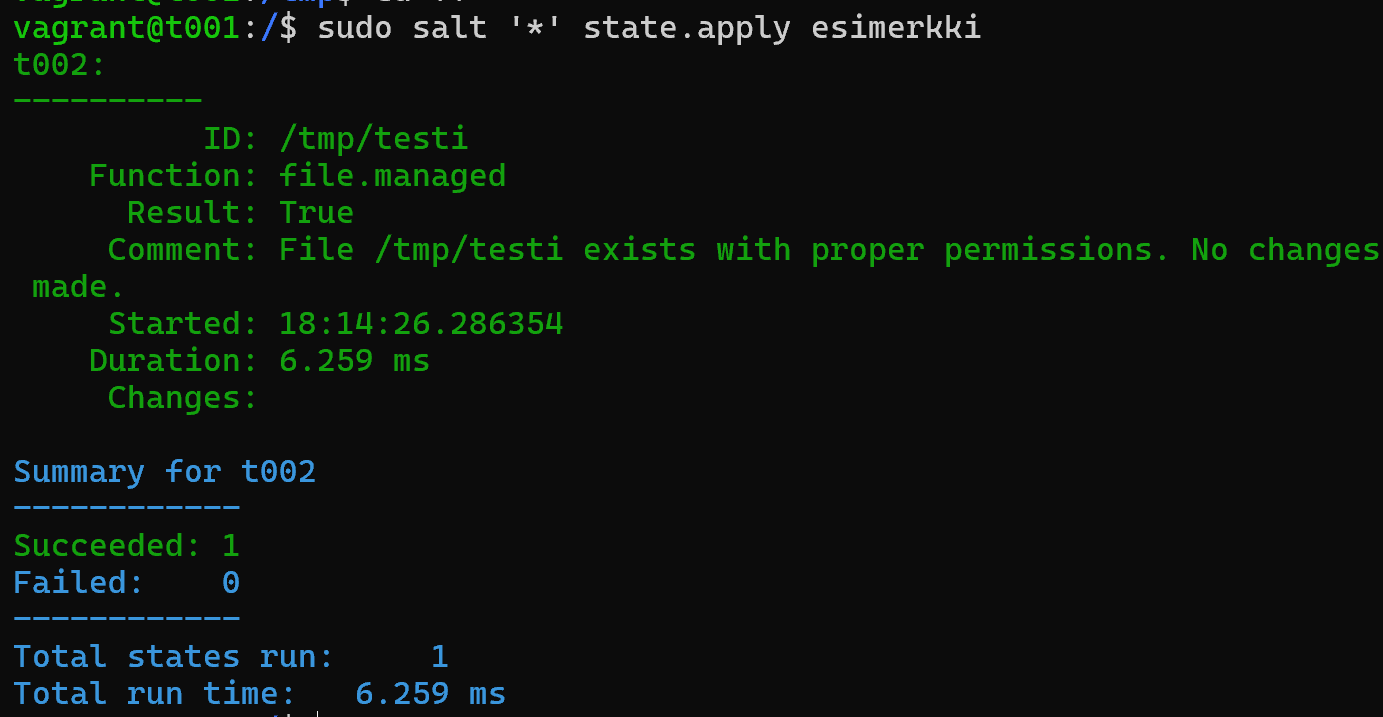 vagrant@t001:/$ sudo salt '*' state.apply esimerkki
t002:
----------
          ID: /tmp/testi
    Function: file.managed
      Result: True
     Comment: File /tmp/testi exists with proper permissions. No changes
 made.
     Started: 18:14:26.286354
    Duration: 6.259 ms
     Changes:
Summary for t002
------------
Succeeded: 1
Failed:    0
------------
Total states run:     1
Total run time:   6.259 ms